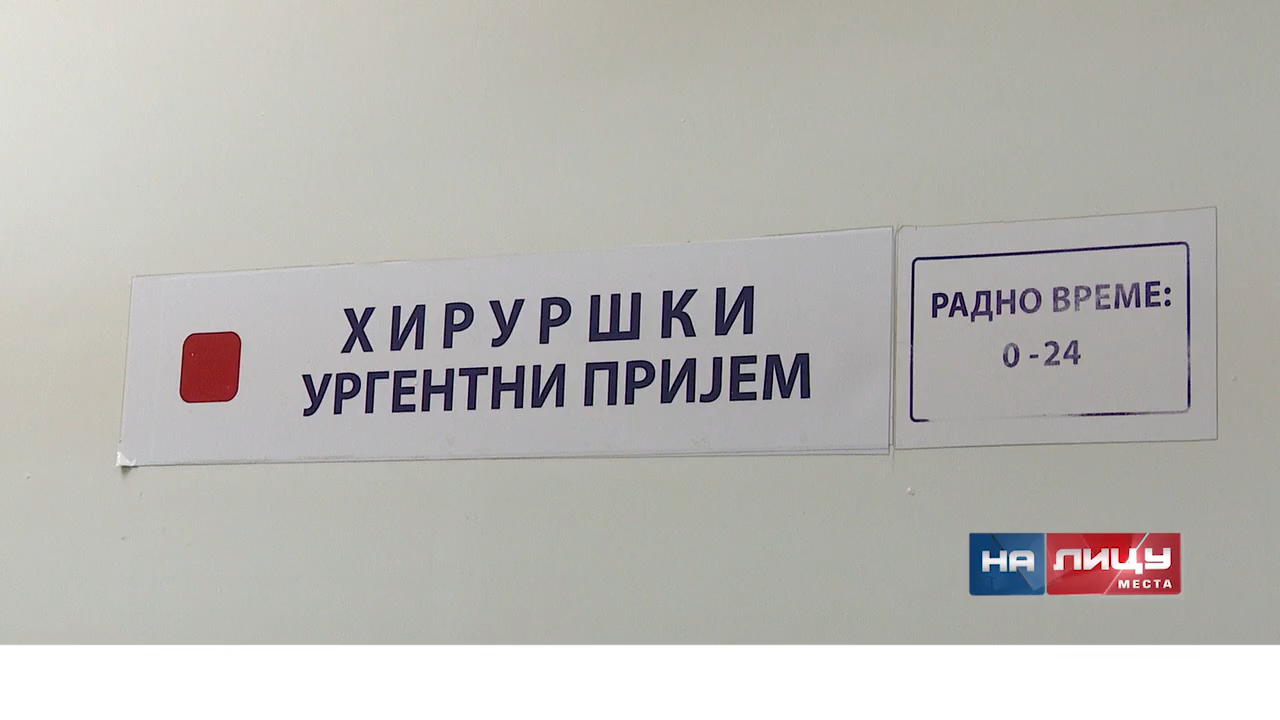 ХИРУРШКИ
УРГЕНТНИ ПРИЈЕМ
РАДНО ВРЕМЕ:
0 - 24
НА ЛИЦУ
МЕСТА